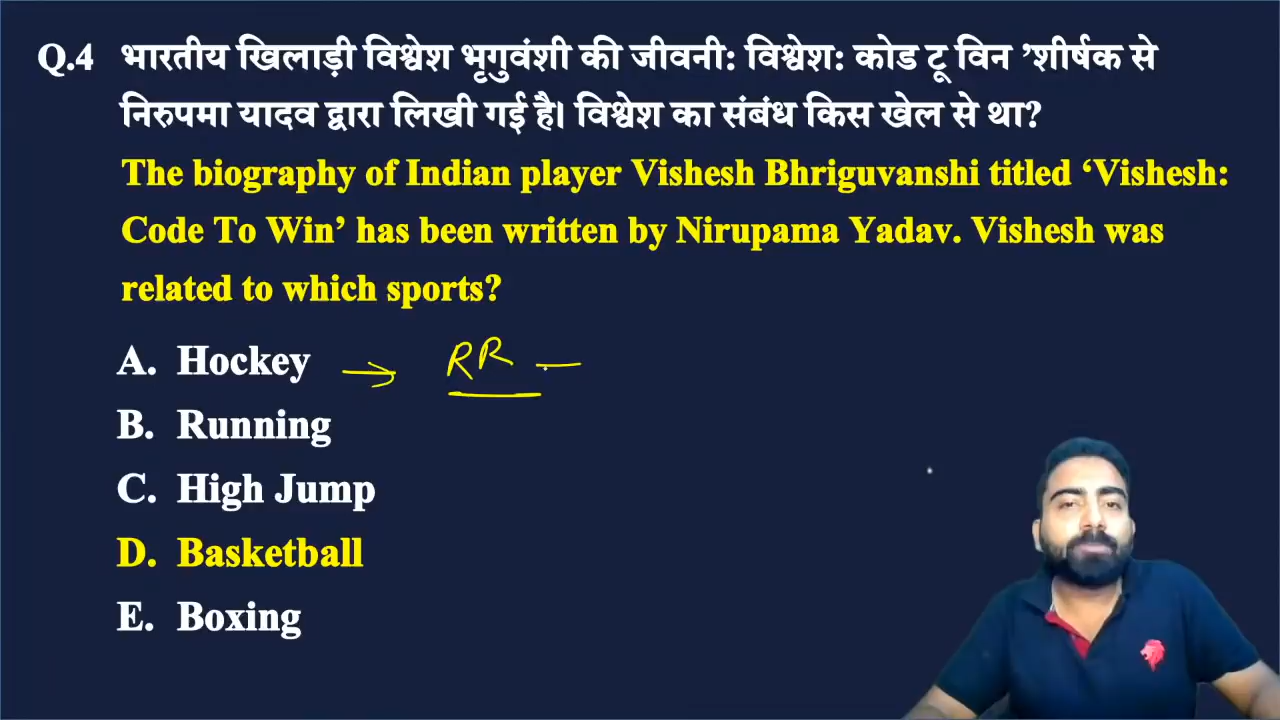 Q.4 भारतीय खिलाड़ी विश्वेश भृगुवंशी की जीवनी: विश्वेश: कोड टू विन ’शीर्षक से
निरुपमा यादव द्वारा लिखी गई है। विश्वेश का संबंध किस खेल से था?
The biography of Indian player Vishesh Bhriguvanshi titled ‘Vishesh:
Code To Win’ has been written by Nirupama Yadav. Vishesh was
related to which sports?
A. Hockey → RR —
B. Running
C. High Jump
D. Basketball
E. Boxing